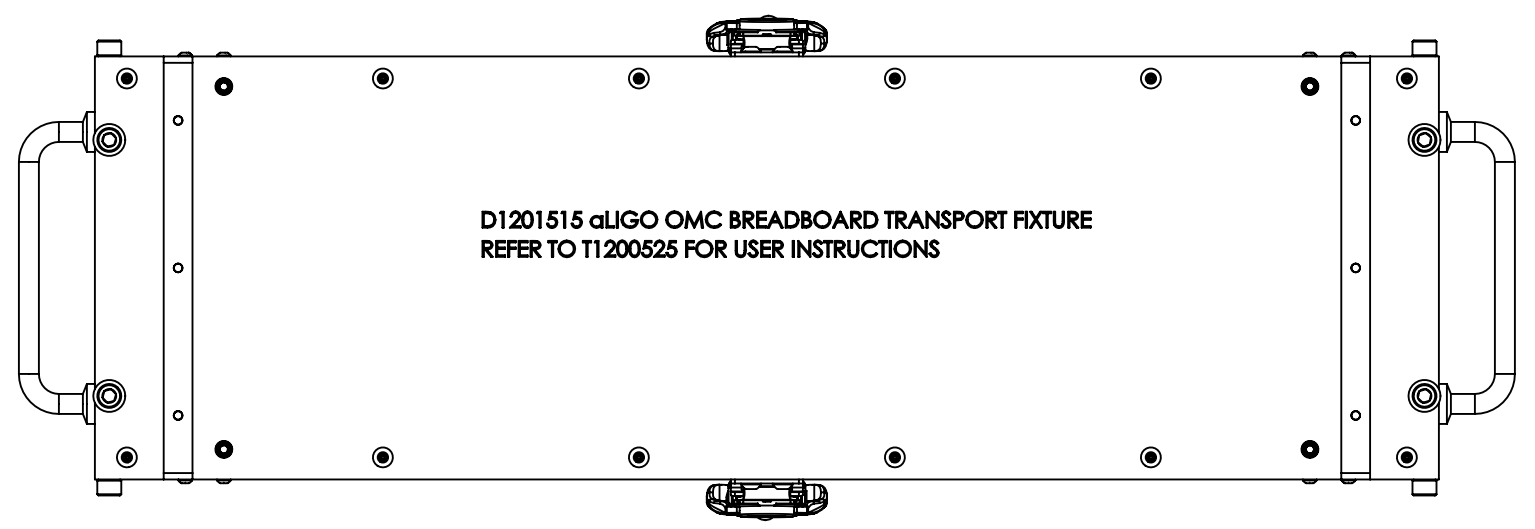 D1201515 aLIGO OMC BREADBOARD TRANSPORT FIXTURE
REFER TO T1200525 FOR USER INSTRUCTIONS